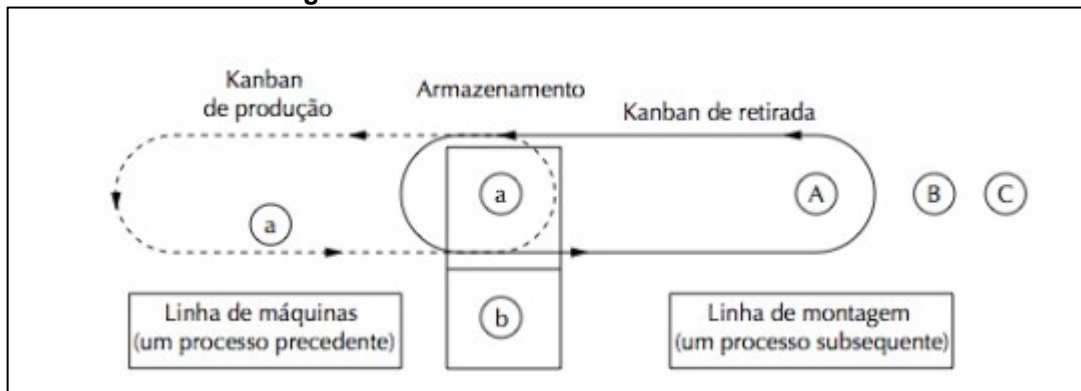 Kanban
de produção
Armazenamento
Kanban de retirada
a
a
A
B
C
b
Linha de máquinas
(um processo precedente)
Linha de montagem
(um processo subsequente)